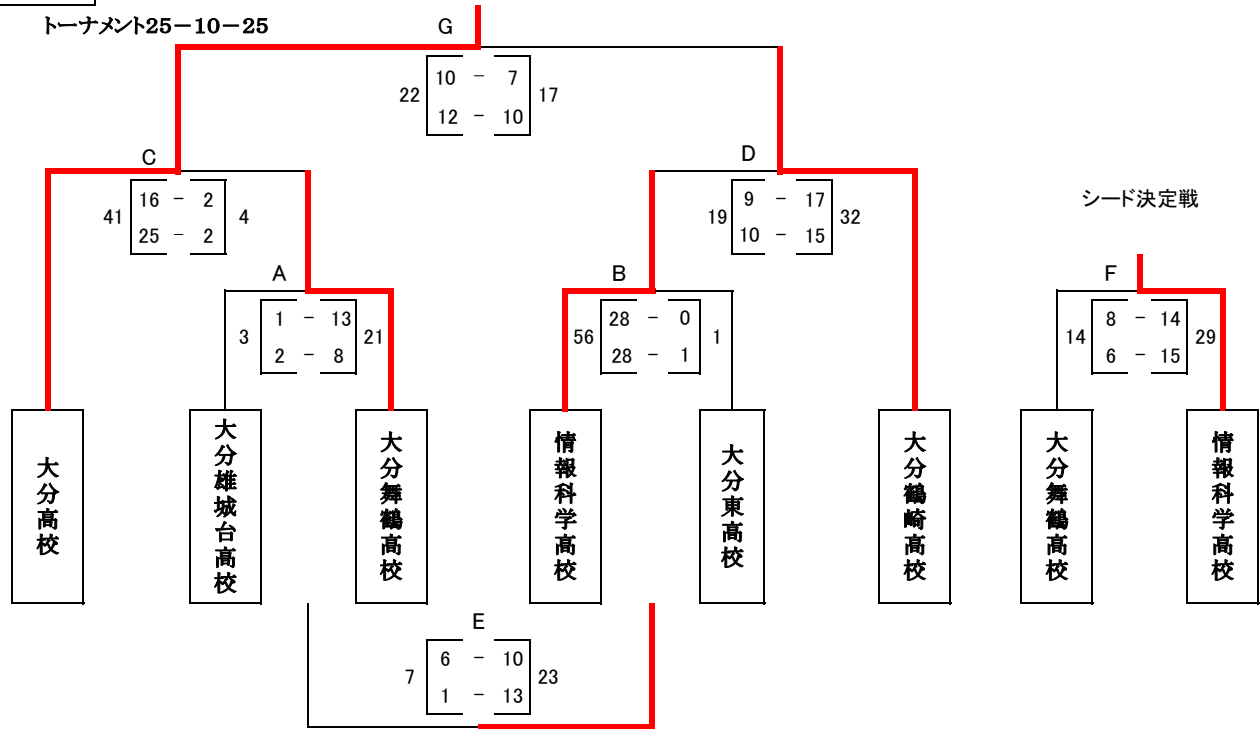 トーナメント25－10－25
G
10 － 7
22 17
12 － 10
C
D
16 － 2
41 4
25 － 2
9 － 17
19 32
10 － 15
シード決定戦
A
B
F
1 － 13
3 21
2 － 8
28 － 0
56 1
28 － 1
8 － 14
14 29
6 － 15
大分高校
大分雄城台高校
大分舞鶴高校
情報科学高校
大分東高校
大分鶴崎高校
大分舞鶴高校
情報科学高校
E
6 － 10
7 23
1 － 13